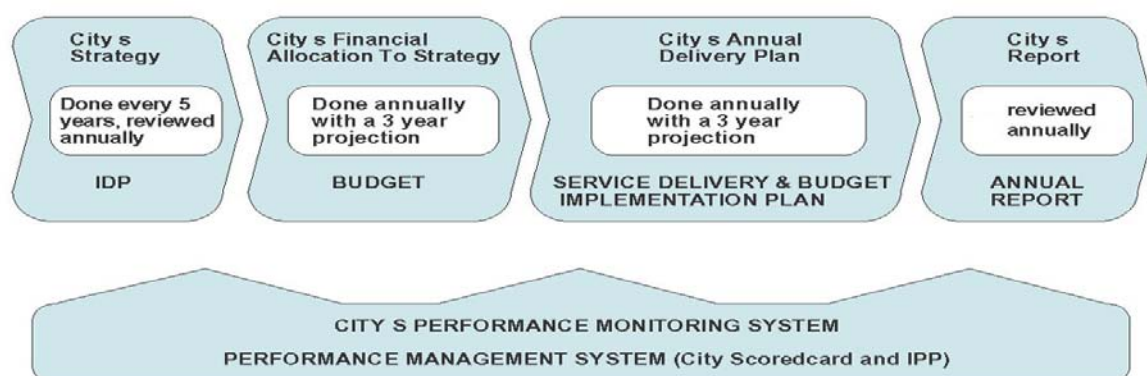 City s
Strategy
Done every 5
years, reviewed
annually
IDP
City s Financial
Allocation To Strategy
Done annually
with a 3 year
projection
BUDGET
City s Annual
Delivery Plan
Done annually
with a 3 year
projection
SERVICE DELIVERY & BUDGET
IMPLEMENTATION PLAN
City s
Report
reviewed
annually
ANNUAL
REPORT
CITY S PERFORMANCE MONITORING SYSTEM
PERFORMANCE MANAGEMENT SYSTEM (City Scoredcard and IPP)